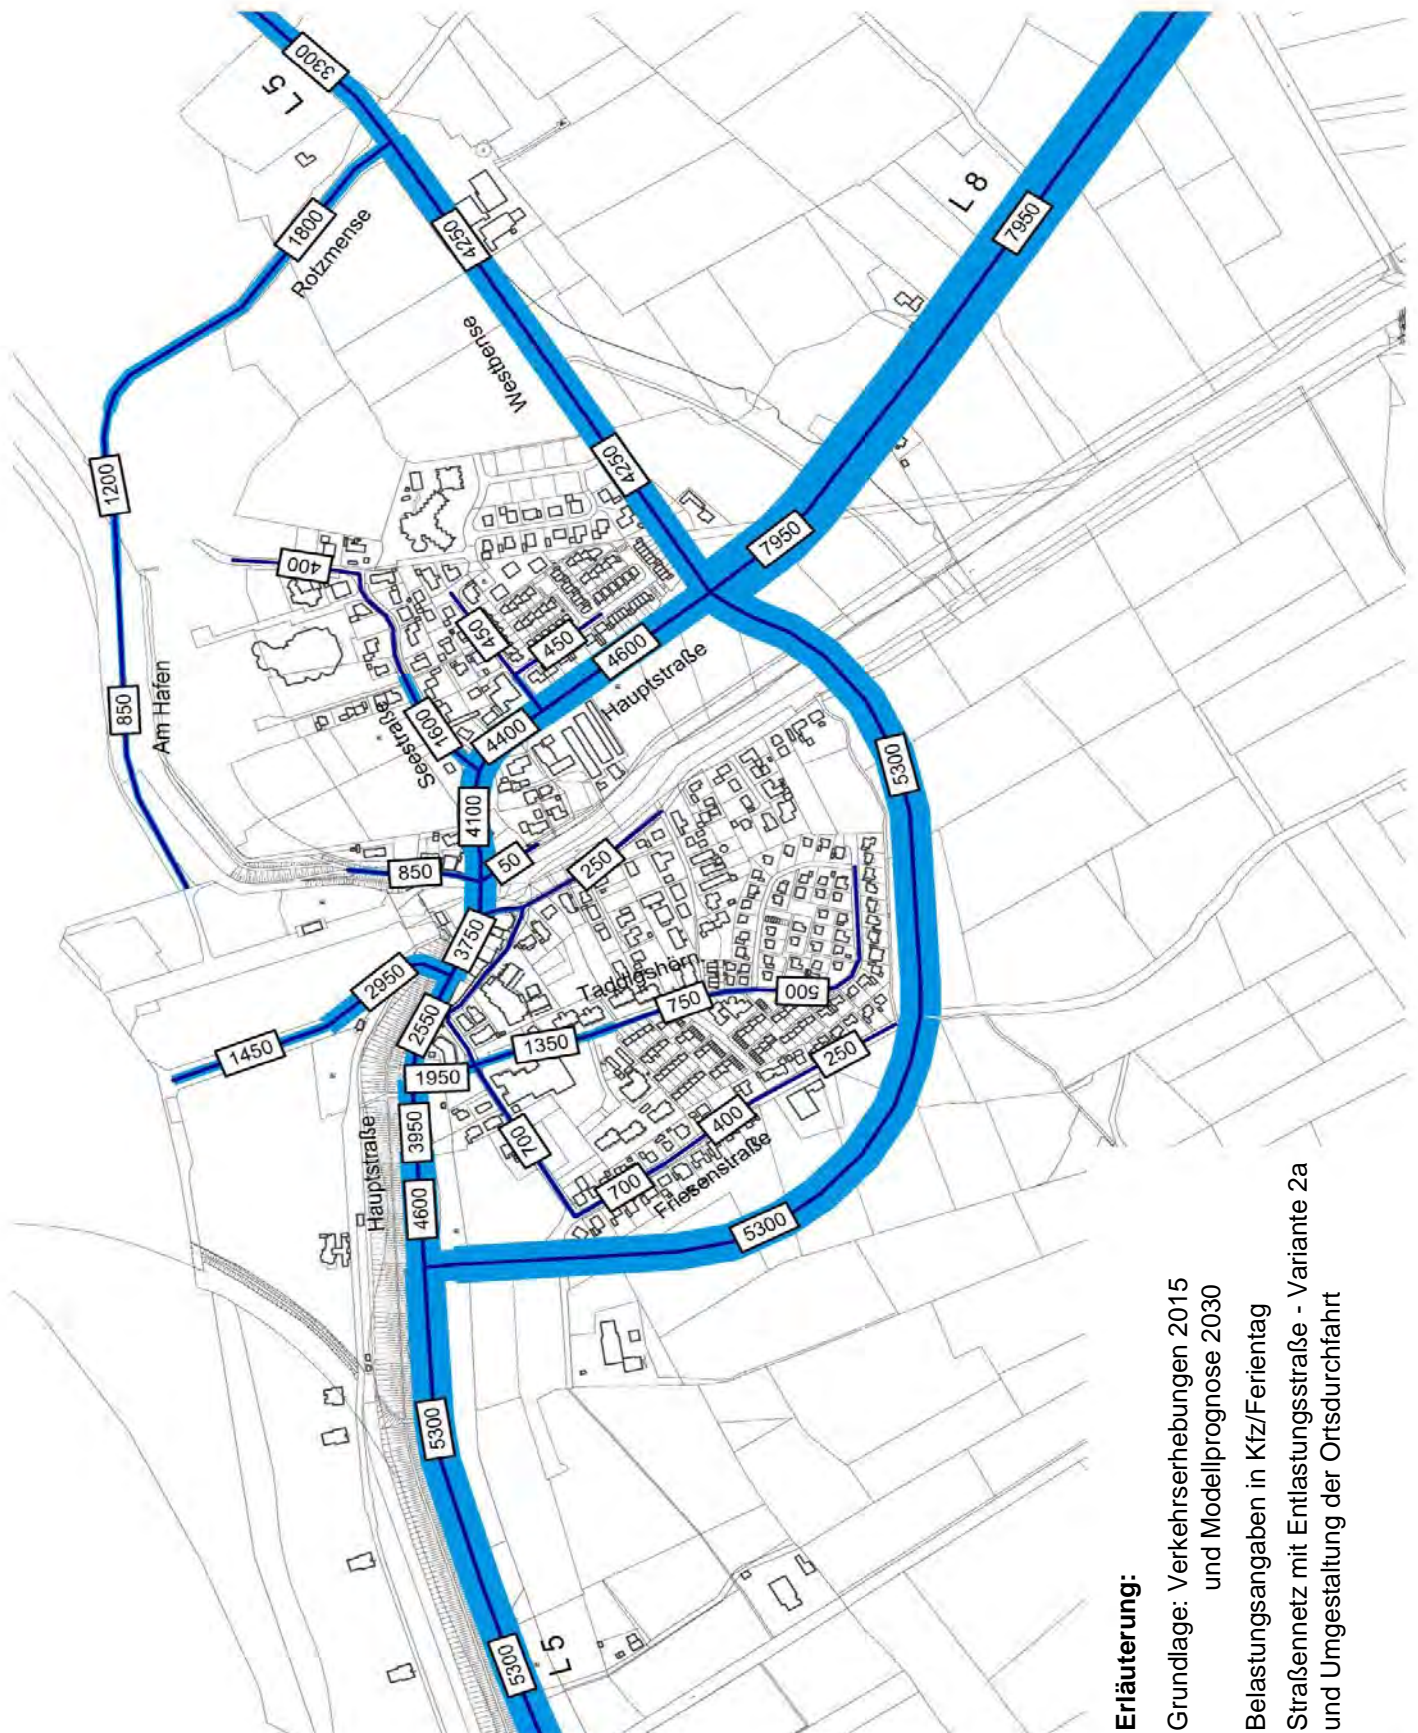 3300
L 5
1800
Rotzmense
4250
Westbense
4250
L 8
7950
7950
1200
400
450
450
4600
Hauptstraße
850
Am Hafen
Seestraße
1600
4400
4100
850
50
250
5300
3750
2950
2550
1450
1950
Taddigshörn
1350
750
500
250
400
700
700
Friesenstraße
3950
Hauptstraße
4600
5300
5300
5300
L 5
Erläuterung:
Grundlage: Verkehrserhebungen 2015
und Modellprognose 2030
Belastungsangaben in Kfz/Ferientag
Straßennetz mit Entlastungsstraße - Variante 2a
und Umgestaltung der Ortsdurchfahrt